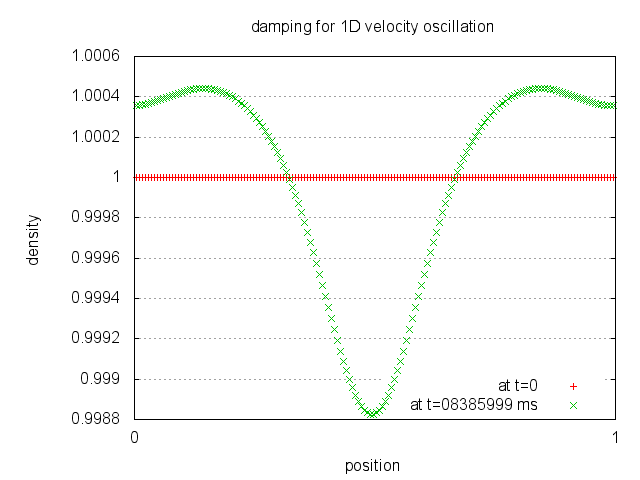 damping for 1D velocity oscillation
1.0006
1.0004
1.0002
1
0.9998
0.9996
0.9994
0.9992
0.999
0.9988
density
at t=0
at t=08385999 ms
0 1
position